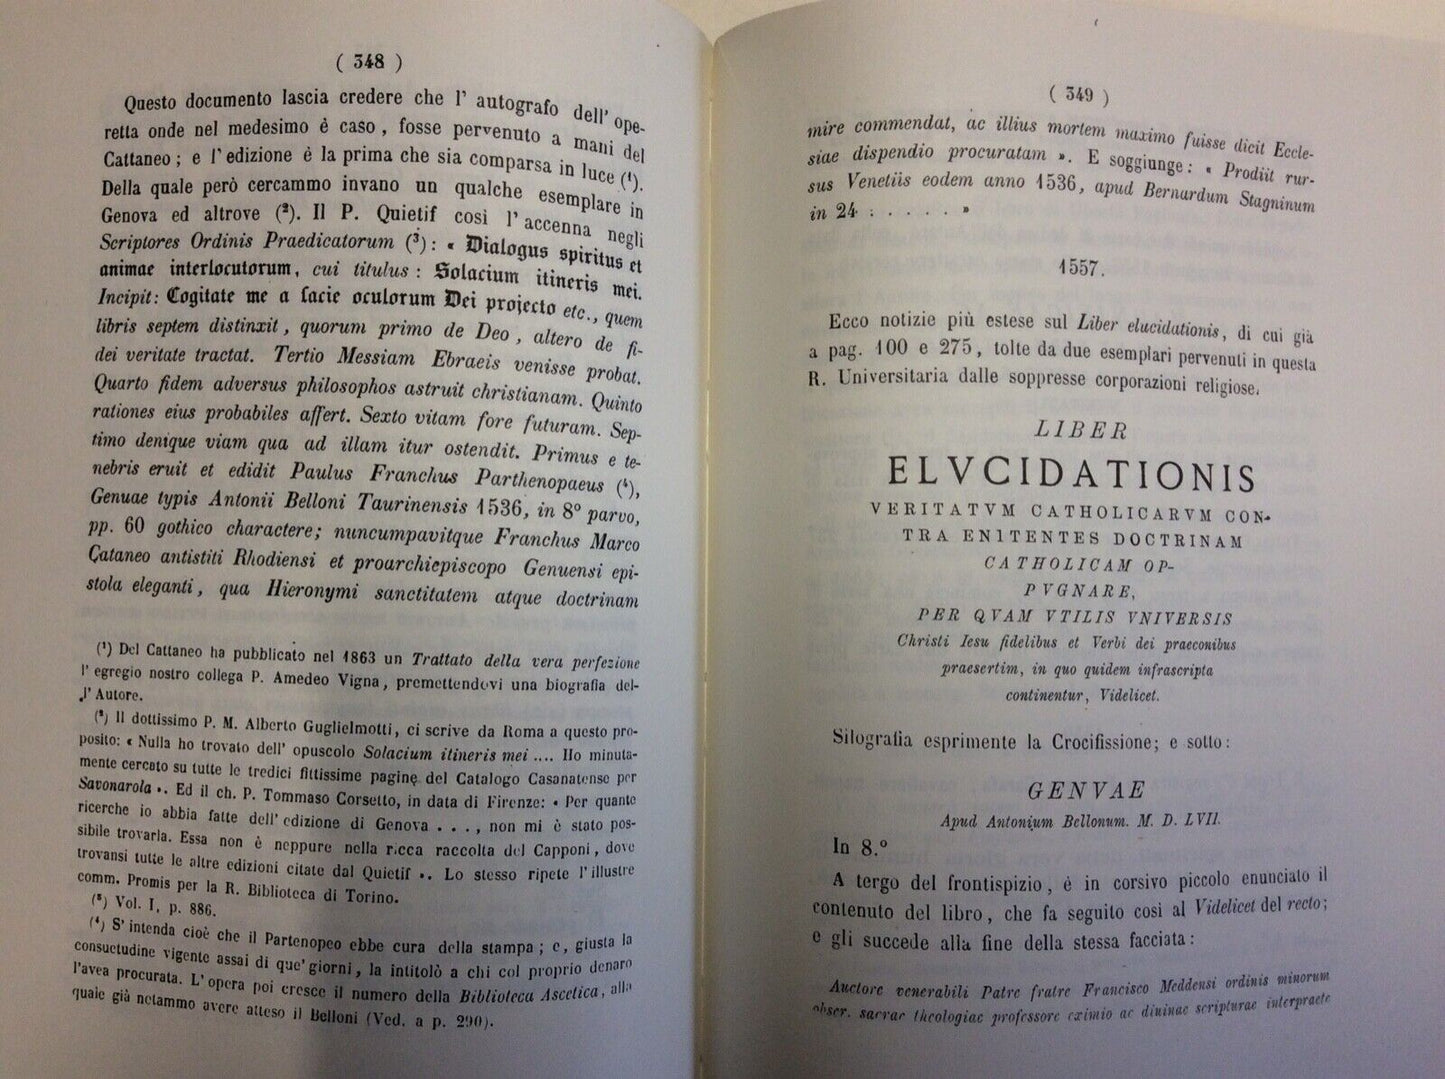 ( 348 )
Questo documento lascia credere che l' autografo dell' ope-
retta onde nel medesimo è caso, fosse pervenuto a mani del
Cattaneo; e l' edizione è la prima che sia comparsa in luce (¹).
Della quale però cercammo invano un qualche esemplare in
Genova ed altrove (²). Il P. Quietif così l' accenna negli
Scriptores Ordinis Praedicatorum (³): « Dialogus spiritus et
animae interlocutorum, cui titulus: Solacium itineris mei.
Incipit: Cogitate me a facie oculorum Dei projecto etc., quem
libris septem distinxit, quorum primo de Deo, altero de fi-
dei veritate tractat. Tertio Messiam Ebraeis venisse probat.
Quarto fidem adversus philosophos astruit christianam. Quinto
rationes eius probabiles affert. Sexto vitam fore futuram. Sep-
timo denique viam qua ad illam itur ostendit. Primus e te-
nebris eruit et edidit Paulus Franchus Parthenopaeus (⁴),
Genuae typis Antonii Belloni Taurinensis 1536, in 8° parvo,
pp. 60 gothico charactere; nuncumpavitque Franchus Marco
Cataneo antistiti Rhodiensi et proarchiepiscopo Genuensi epi-
stola eleganti, qua Hieronymi sanctitatem atque doctrinam
(¹) Del Cattaneo ha pubblicato nel 1863 un Trattato della vera perfezione
l' egregio nostro collega P. Amedeo Vigna, premettendovi una biografia del-
l' Autore.
(²) Il dottissimo P. M. Alberto Guglielmotti, ci scrive da Roma a questo pro-
posito: « Nulla ho trovato dell' opuscolo Solacium itineris mei .... Ho minuta-
mente cercato su tutte le tredici fittissime pagine del Catalogo Casanatense per
Savonarola ». Ed il ch. P. Tommaso Corsetto, in data di Firenze: « Per quante
ricerche io abbia fatte dell' edizione di Genova . . ., non mi è stato pos-
sibile trovarla. Essa non è neppure nella ricca raccolta del Capponi, dove
trovansi tutte le altre edizioni citate dal Quietif ». Lo stesso ripete l' illustre
comm. Promis per la R. Biblioteca di Torino.
(³) Vol. I, p. 886.
(⁴) S' intenda cioè che il Partenopeo ebbe cura della stampa; e, giusta la
consuetudine vigente assai di que' giorni, la intitolò a chi col proprio denaro
l'avea procurata. L' opera poi cresce il numero della Biblioteca Ascetica, alla
quale già notammo avere atteso il Belloni (Ved. a p. 290).
( 349 )
mire commendat, ac illius mortem maximo fuisse dicit Eccle-
siae dispendio procuratam ». E soggiunge: « Prodiit rur-
sus Venetiis eodem anno 1536, apud Bernardum Stagninum
in 24 : . . . . . »
1557.
Ecco notizie più estese sul Liber elucidationis, di cui già
a pag. 100 e 275, tolte da due esemplari pervenuti in questa
R. Universitaria dalle soppresse corporazioni religiose.
LIBER
ELVCIDATIONIS
VERITATVM CATHOLICARVM CON-
TRA ENITENTES DOCTRINAM
CATHOLICAM OP-
PVGNARE,
PER QVAM VTILIS VNIVERSIS
Christi Iesu fidelibus et Verbi dei praeconibus
praesertim, in quo quidem infrascripta
continentur, Videlicet.
Silografia esprimente la Crocifissione; e sotto:
GENVAE
Apud Antonium Bellonum. M. D. LVII.
In 8.°
A tergo del frontispizio, è in corsivo piccolo enunciato il
contenuto del libro, che fa seguito così al Videlicet del recto;
e gli succede alla fine della stessa facciata:
Auctore venerabili Patre fratre Francisco Meddensi ordinis minorum
obser. sacrae theologiae professore eximio ac diuinae scripturae interpraete